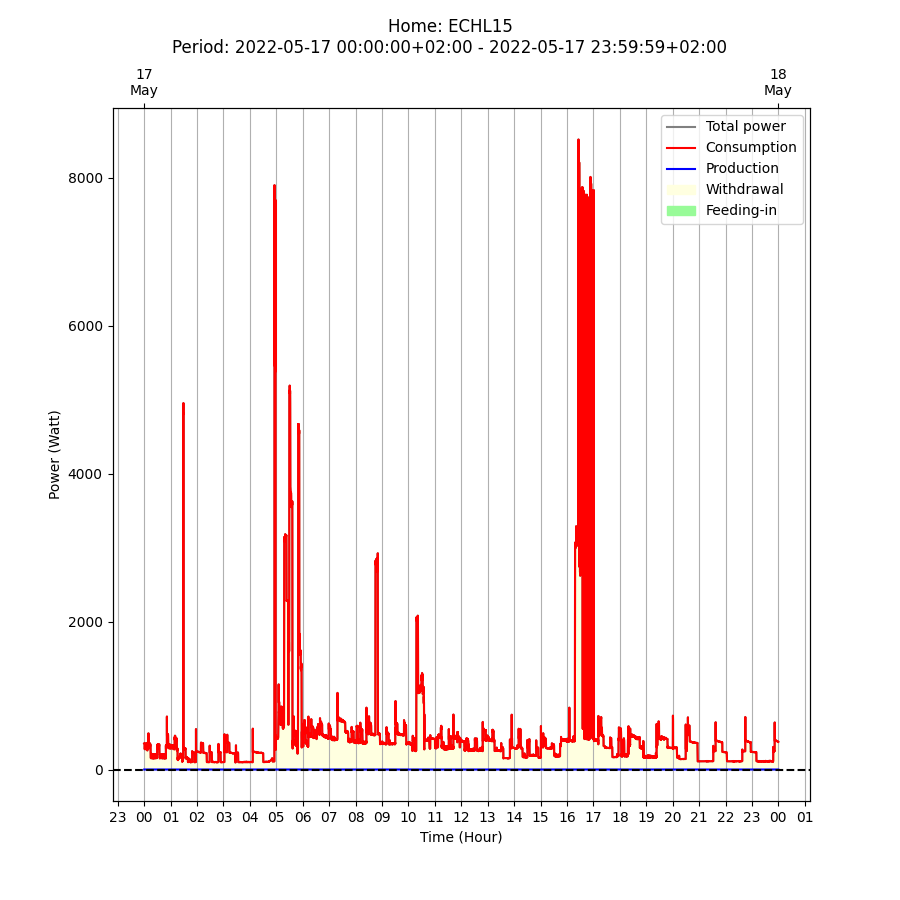 Home: ECHL15
Period: 2022-05-17 00:00:00+02:00 - 2022-05-17 23:59:59+02:00
17 18
May May
Total power
Consumption
Production
Withdrawal
Feeding-in
8000
6000
4000
2000
0
Power (Watt)
23 00 01 02 03 04 05 06 07 08 09 10 11 12 13 14 15 16 17 18 19 20 21 22 23 00 01
Time (Hour)